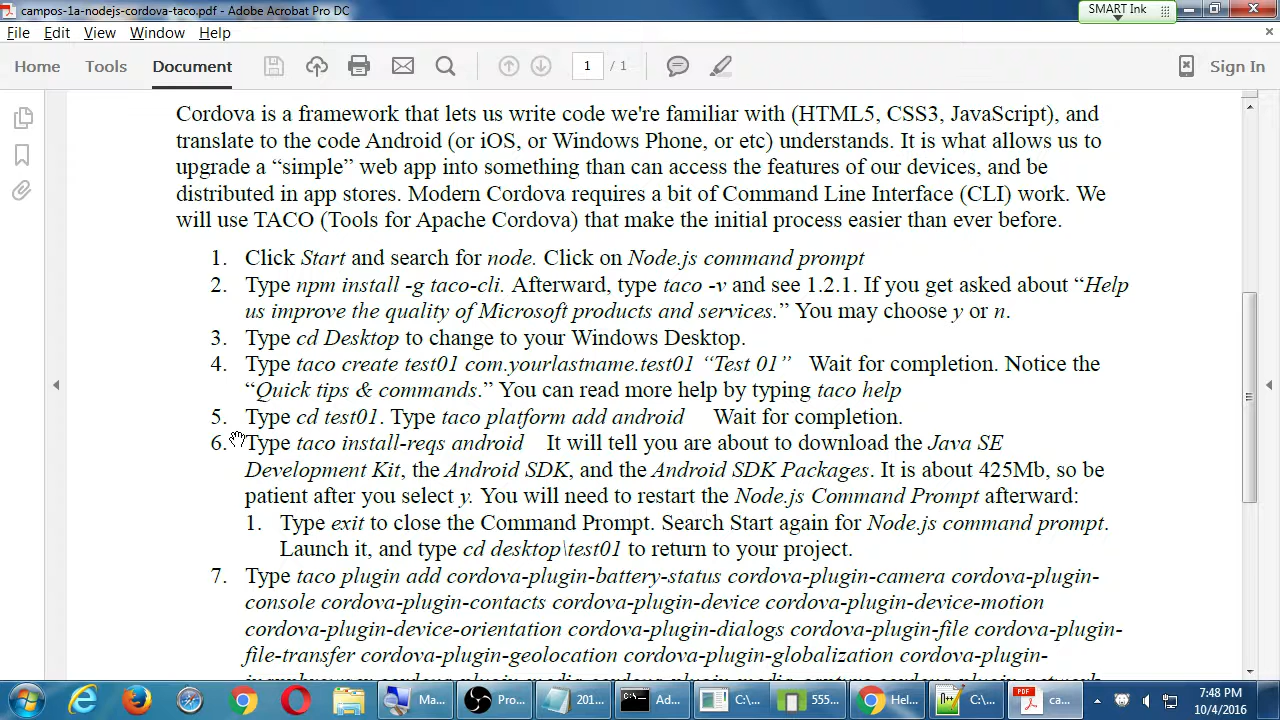 campos-1a-nodejs-cordova-taco.pdf - Adobe Acrobat Pro DC
SMART Ink
File Edit View Window Help
Home Tools Document 1 / 1 Sign In
Cordova is a framework that lets us write code we're familiar with (HTML5, CSS3, JavaScript), and
translate to the code Android (or iOS, or Windows Phone, or etc) understands. It is what allows us to
upgrade a “simple” web app into something than can access the features of our devices, and be
distributed in app stores. Modern Cordova requires a bit of Command Line Interface (CLI) work. We
will use TACO (Tools for Apache Cordova) that make the initial process easier than ever before.
1. Click Start and search for node. Click on Node.js command prompt
2. Type npm install -g taco-cli. Afterward, type taco -v and see 1.2.1. If you get asked about “Help
us improve the quality of Microsoft products and services.” You may choose y or n.
3. Type cd Desktop to change to your Windows Desktop.
4. Type taco create test01 com.yourlastname.test01 “Test 01” Wait for completion. Notice the
“Quick tips & commands.” You can read more help by typing taco help
5. Type cd test01. Type taco platform add android Wait for completion.
6. Type taco install-reqs android It will tell you are about to download the Java SE
Development Kit, the Android SDK, and the Android SDK Packages. It is about 425Mb, so be
patient after you select y. You will need to restart the Node.js Command Prompt afterward:
1. Type exit to close the Command Prompt. Search Start again for Node.js command prompt.
Launch it, and type cd desktop\test01 to return to your project.
7. Type taco plugin add cordova-plugin-battery-status cordova-plugin-camera cordova-plugin-
console cordova-plugin-contacts cordova-plugin-device cordova-plugin-device-motion
cordova-plugin-device-orientation cordova-plugin-dialogs cordova-plugin-file cordova-plugin-
file-transfer cordova-plugin-geolocation cordova-plugin-globalization cordova-plugin-
Ma... Pro... 201... Ad... C:\... 555... Hel... C:\... ca... 7:48 PM
10/4/2016